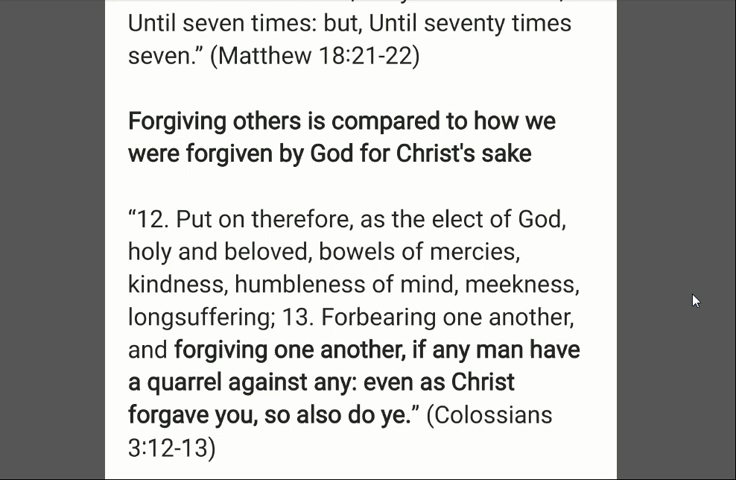 Until seven times: but, Until seventy times
seven.” (Matthew 18:21-22)
Forgiving others is compared to how we
were forgiven by God for Christ's sake
“12. Put on therefore, as the elect of God,
holy and beloved, bowels of mercies,
kindness, humbleness of mind, meekness,
longsuffering; 13. Forbearing one another,
and forgiving one another, if any man have
a quarrel against any: even as Christ
forgave you, so also do ye.” (Colossians
3:12-13)